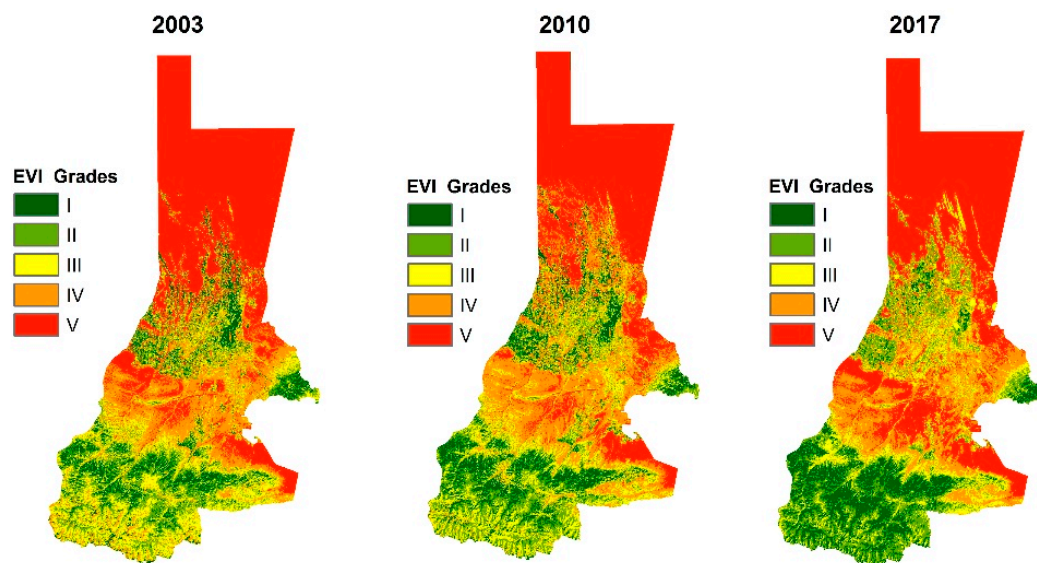 2003
2010
2017
EVI Grades
I
II
III
IV
V
EVI Grades
I
II
III
IV
V
EVI Grades
I
II
III
IV
V